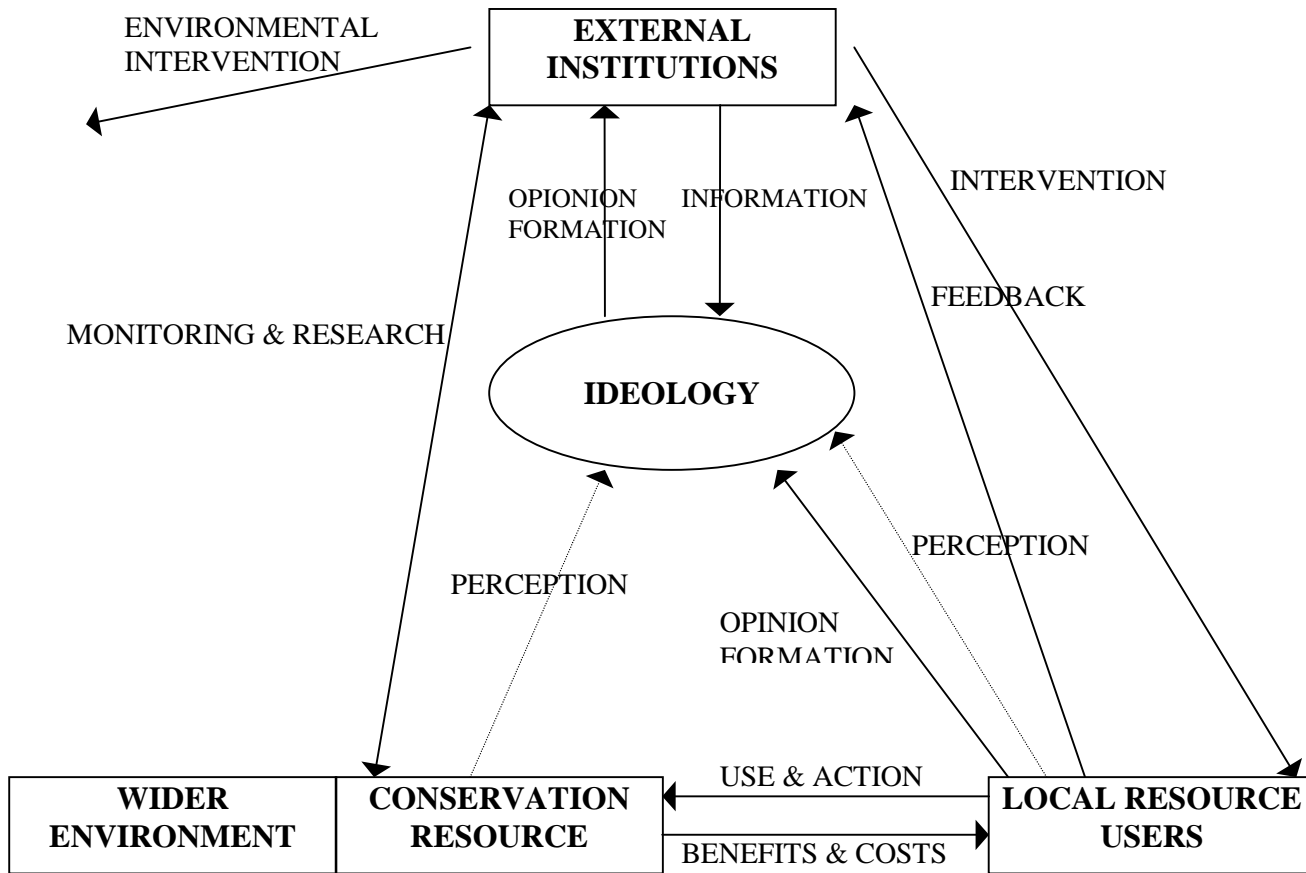 ENVIRONMENTAL
INTERVENTION
EXTERNAL
INSTITUTIONS
INTERVENTION
OPIONION
FORMATION
INFORMATION
FEEDBACK
MONITORING & RESEARCH
IDEOLOGY
PERCEPTION
PERCEPTION
OPINION
FORMATION
USE & ACTION
WIDER
ENVIRONMENT
CONSERVATION
RESOURCE
LOCAL RESOURCE
USERS
BENEFITS & COSTS